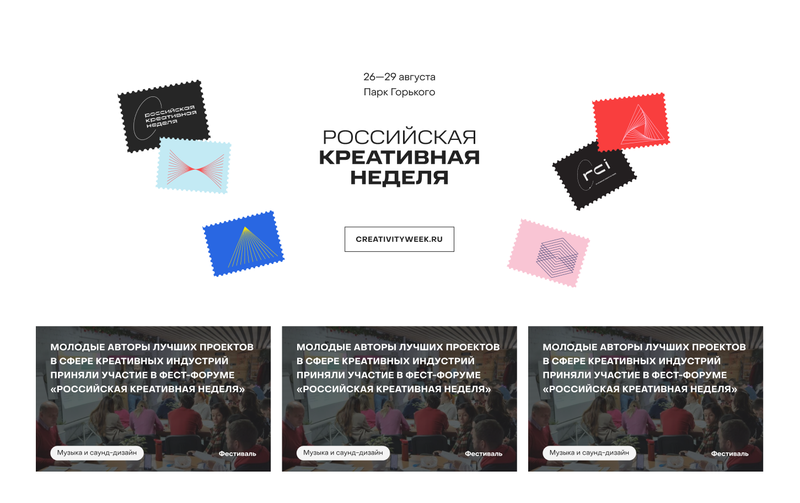 26—29 августа
Парк Горького
российская
креативная
неделя
РОССИЙСКАЯ
КРЕАТИВНАЯ
НЕДЕЛЯ
rci
CREATIVITYWEEK.RU
МОЛОДЫЕ АВТОРЫ ЛУЧШИХ ПРОЕКТОВ
В СФЕРЕ КРЕАТИВНЫХ ИНДУСТРИЙ
ПРИНЯЛИ УЧАСТИЕ В ФЕСТ-ФОРУМЕ
«РОССИЙСКАЯ КРЕАТИВНАЯ НЕДЕЛЯ»
Музыка и саунд-дизайн
Фестиваль
МОЛОДЫЕ АВТОРЫ ЛУЧШИХ ПРОЕКТОВ
В СФЕРЕ КРЕАТИВНЫХ ИНДУСТРИЙ
ПРИНЯЛИ УЧАСТИЕ В ФЕСТ-ФОРУМЕ
«РОССИЙСКАЯ КРЕАТИВНАЯ НЕДЕЛЯ»
Музыка и саунд-дизайн
Фестиваль
МОЛОДЫЕ АВТОРЫ ЛУЧШИХ ПРОЕКТОВ
В СФЕРЕ КРЕАТИВНЫХ ИНДУСТРИЙ
ПРИНЯЛИ УЧАСТИЕ В ФЕСТ-ФОРУМЕ
«РОССИЙСКАЯ КРЕАТИВНАЯ НЕДЕЛЯ»
Музыка и саунд-дизайн
Фестиваль